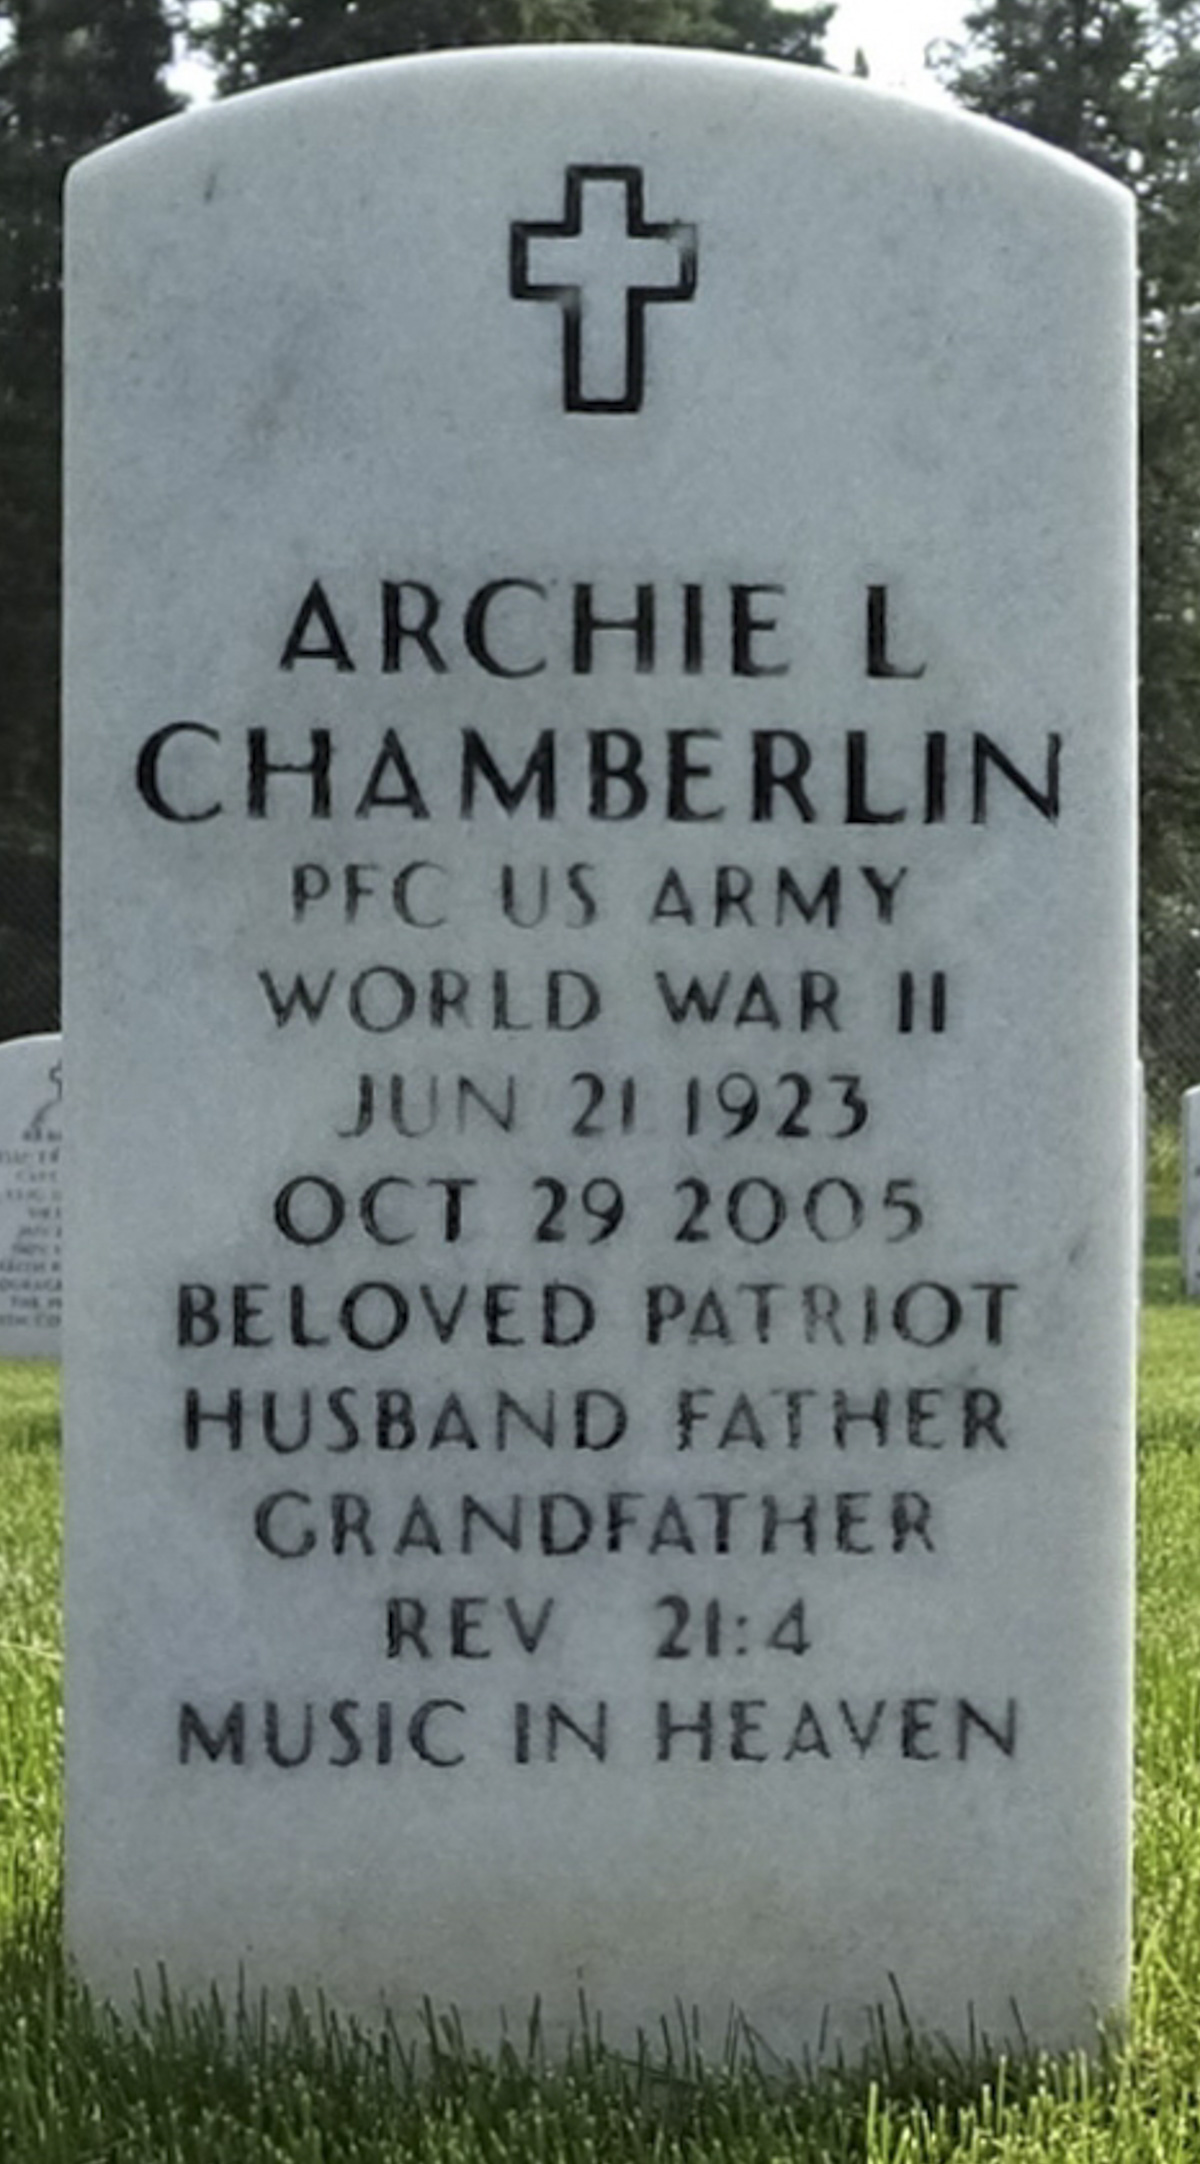 ARCHIE L
CHAMBERLIN
PFC US ARMY
WORLD WAR II
JUN 21 1923
OCT 29 2005
BELOVED PATRIOT
HUSBAND FATHER
GRANDFATHER
REV 21:4
MUSIC IN HEAVEN